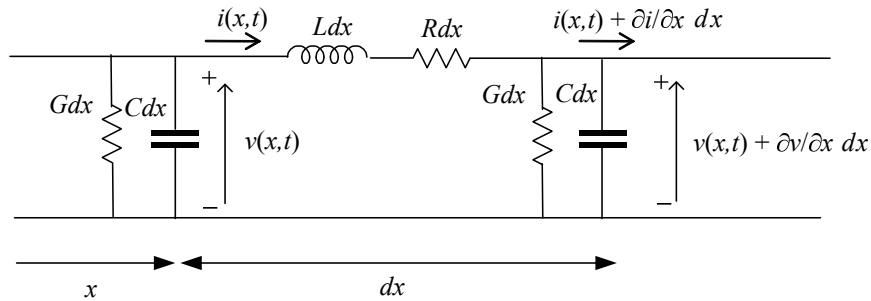 i(x,t)
Ldx
Rdx
i(x,t) + ∂i/∂x dx
+
Gdx
Cdx
v(x,t)
−
Gdx
Cdx
+
v(x,t) + ∂v/∂x dx
−
x
dx